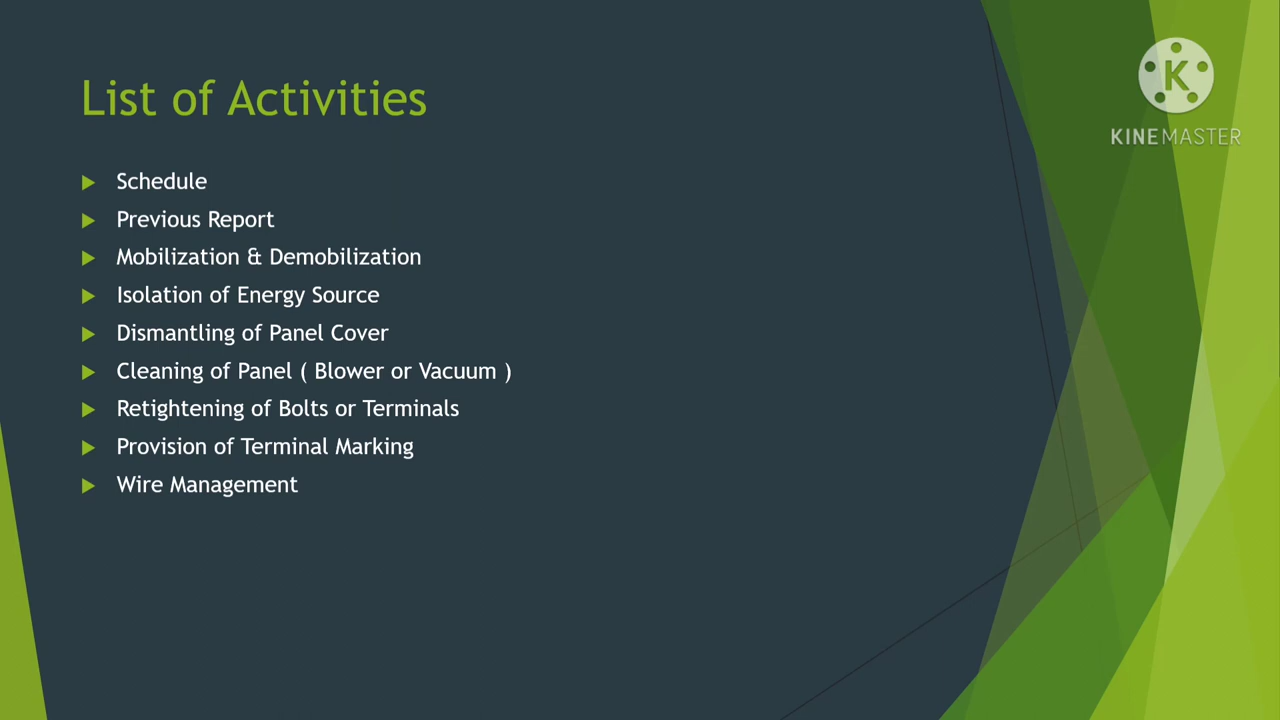 List of Activities
Schedule
Previous Report
Mobilization & Demobilization
Isolation of Energy Source
Dismantling of Panel Cover
Cleaning of Panel ( Blower or Vacuum )
Retightening of Bolts or Terminals
Provision of Terminal Marking
Wire Management
K
KINEMASTER